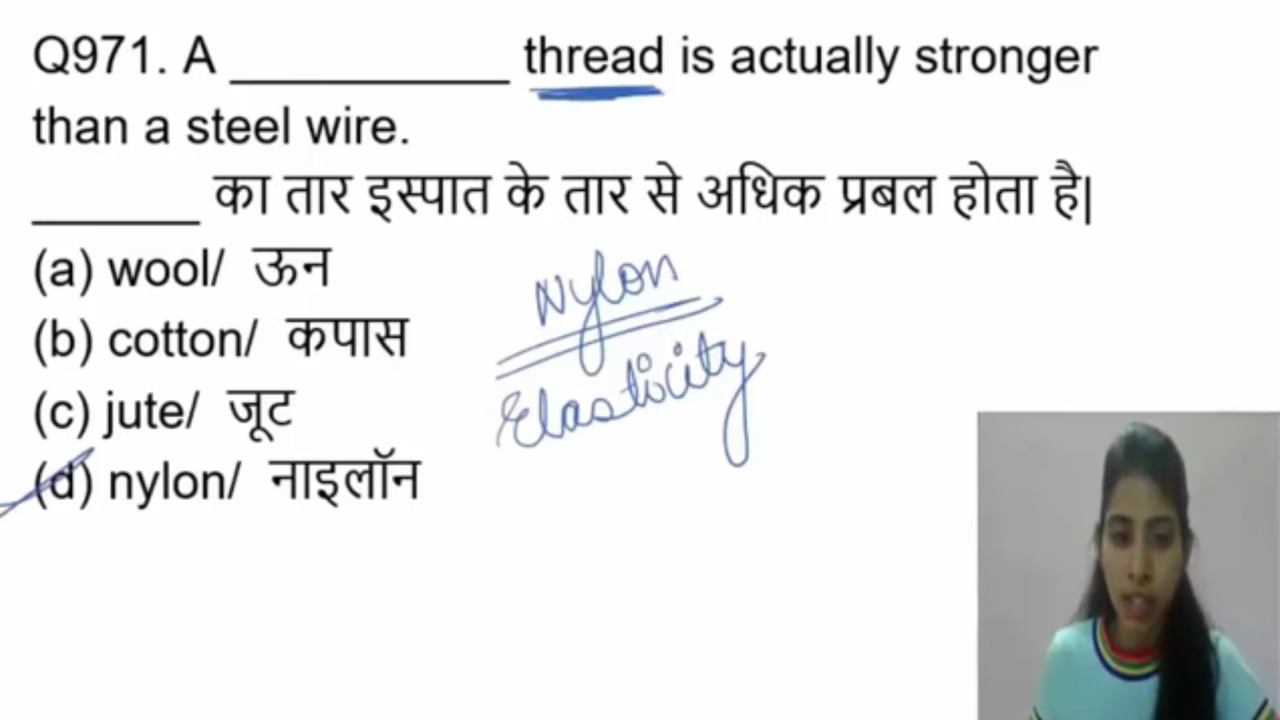 Q971. A __________ thread is actually stronger
than a steel wire.
______ का तार इस्पात के तार से अधिक प्रबल होता है|
(a) wool/ ऊन
(b) cotton/ कपास
(c) jute/ जूट
(d) nylon/ नाइलॉन
Nylon
Elasticity